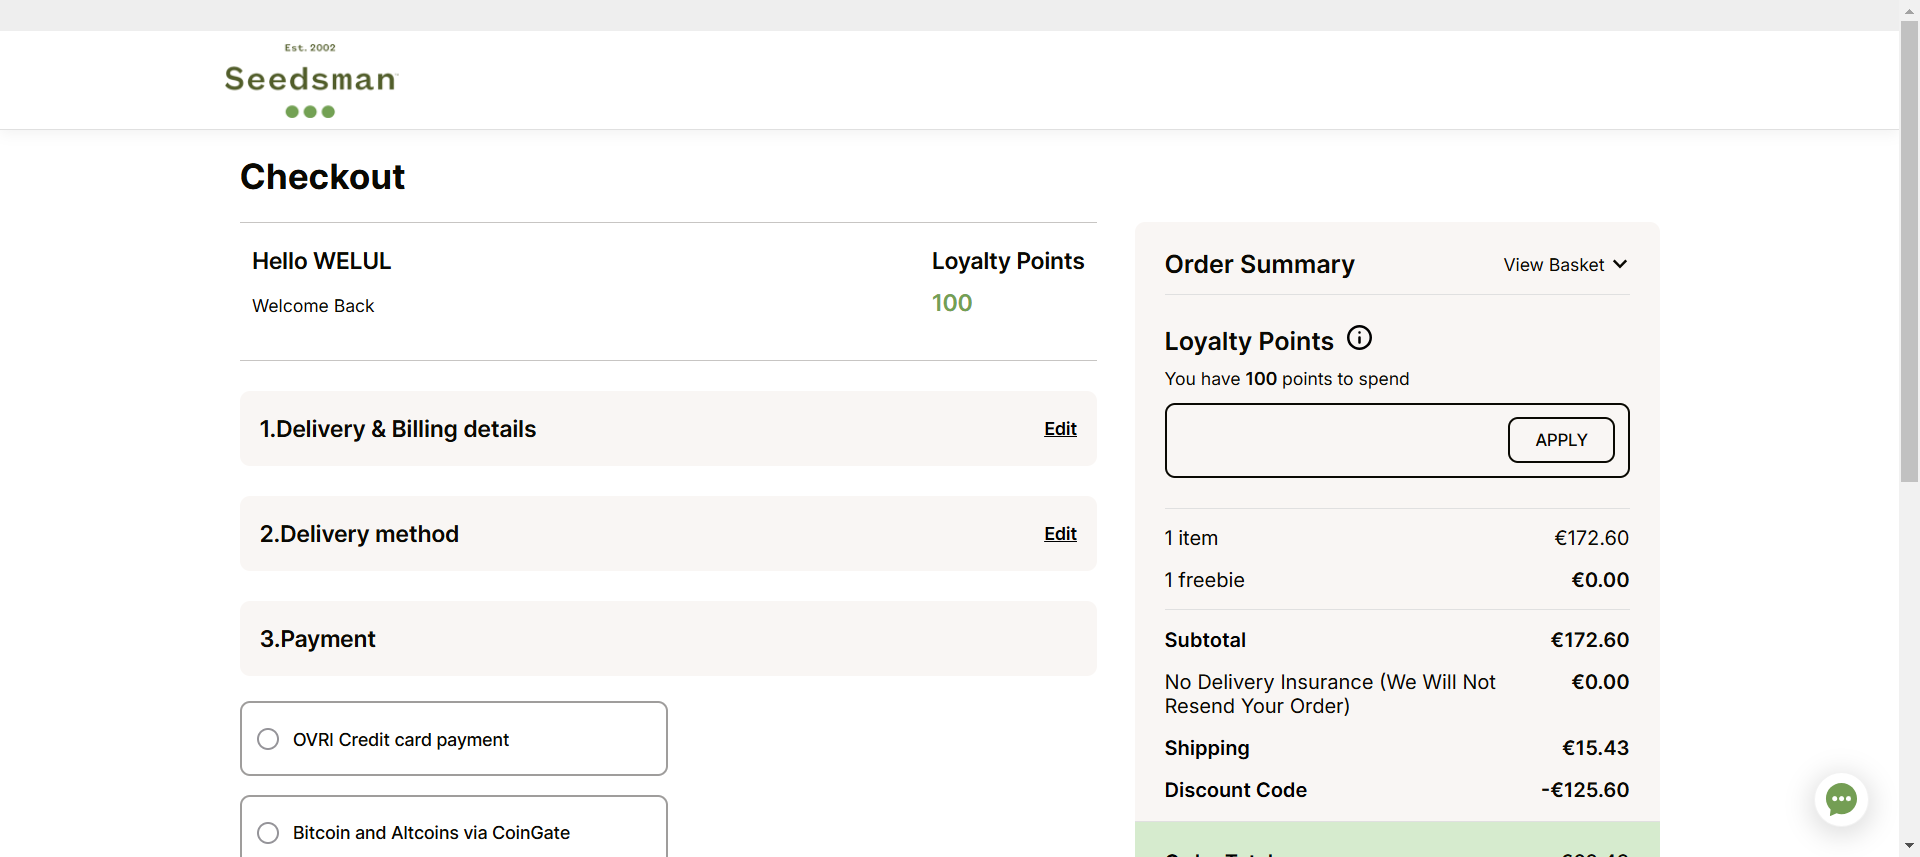 Est. 2002
Seedsman
Checkout
Hello WELUL
Welcome Back
Loyalty Points
100
1.Delivery & Billing details
Edit
2.Delivery method
Edit
3.Payment
OVRI Credit card payment
Bitcoin and Altcoins via CoinGate
Order Summary
View Basket
Loyalty Points
You have 100 points to spend
APPLY
1 item
€172.60
1 freebie
€0.00
Subtotal
€172.60
No Delivery Insurance (We Will Not
Resend Your Order)
€0.00
Shipping
€15.43
Discount Code
-€125.60